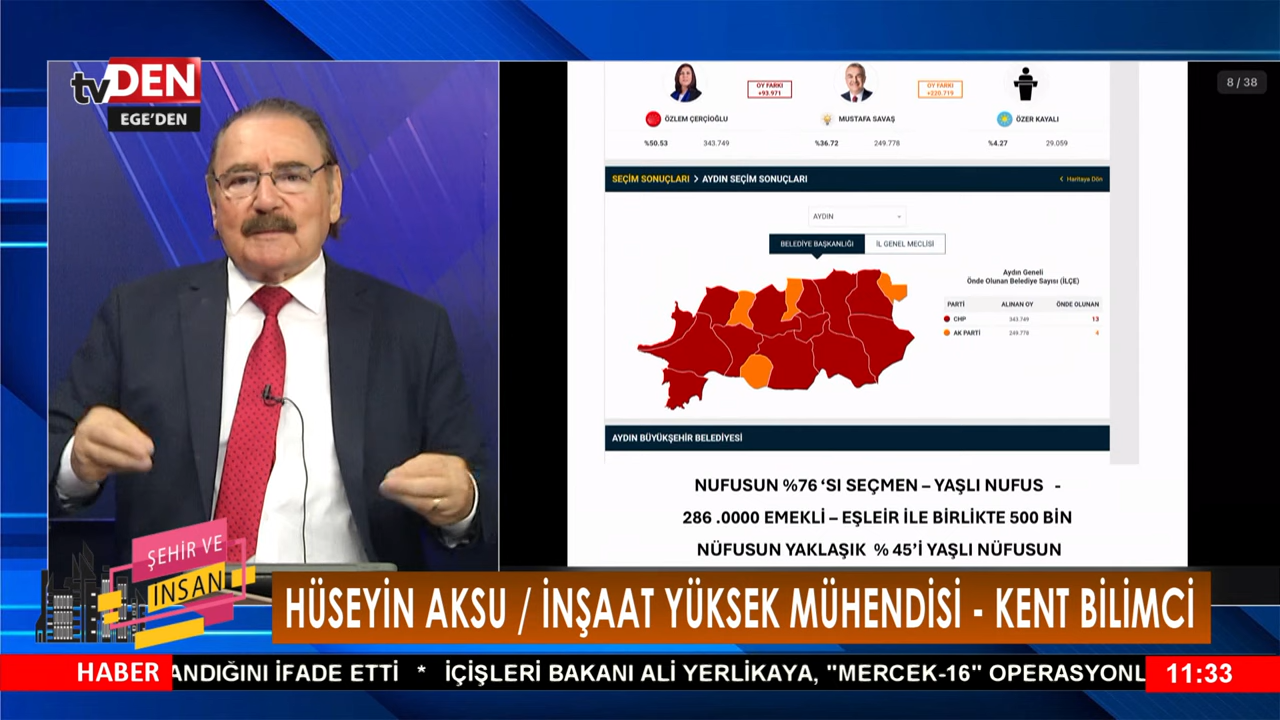 tvDEN
EGE'DEN
8 / 38
OY FARKI
+93.971
OY FARKI
+220.719
ÖZLEM ÇERÇİOĞLU
MUSTAFA SAVAŞ
ÖZER KAYALI
%50.53 343.749
%36.72 249.778
%4.27 29.059
SEÇİM SONUÇLARI > AYDIN SEÇİM SONUÇLARI
< Haritaya Dön
AYDIN
BELEDİYE BAŞKANLIĞI
İL GENEL MECLİSİ
Aydın Geneli
Önde Olunan Belediye Sayısı (İLÇE)
PARTİ ALINAN OY ÖNDE OLUNAN
CHP 343.749 13
AK PARTİ 249.778 4
AYDIN BÜYÜKŞEHİR BELEDİYESİ
NUFUSUN %76 ‘SI SEÇMEN – YAŞLI NUFUS -
286 .0000 EMEKLİ – EŞLEİR İLE BİRLİKTE 500 BİN
NÜFUSUN YAKLAŞIK % 45’İ YAŞLI NÜFUSUN
ŞEHİR VE
İNSAN
HÜSEYİN AKSU / İNŞAAT YÜKSEK MÜHENDİSİ - KENT BİLİMCİ
HABER ANDIĞINI İFADE ETTİ * İÇİŞLERİ BAKANI ALİ YERLİKAYA, "MERCEK-16" OPERASYONL 11:33